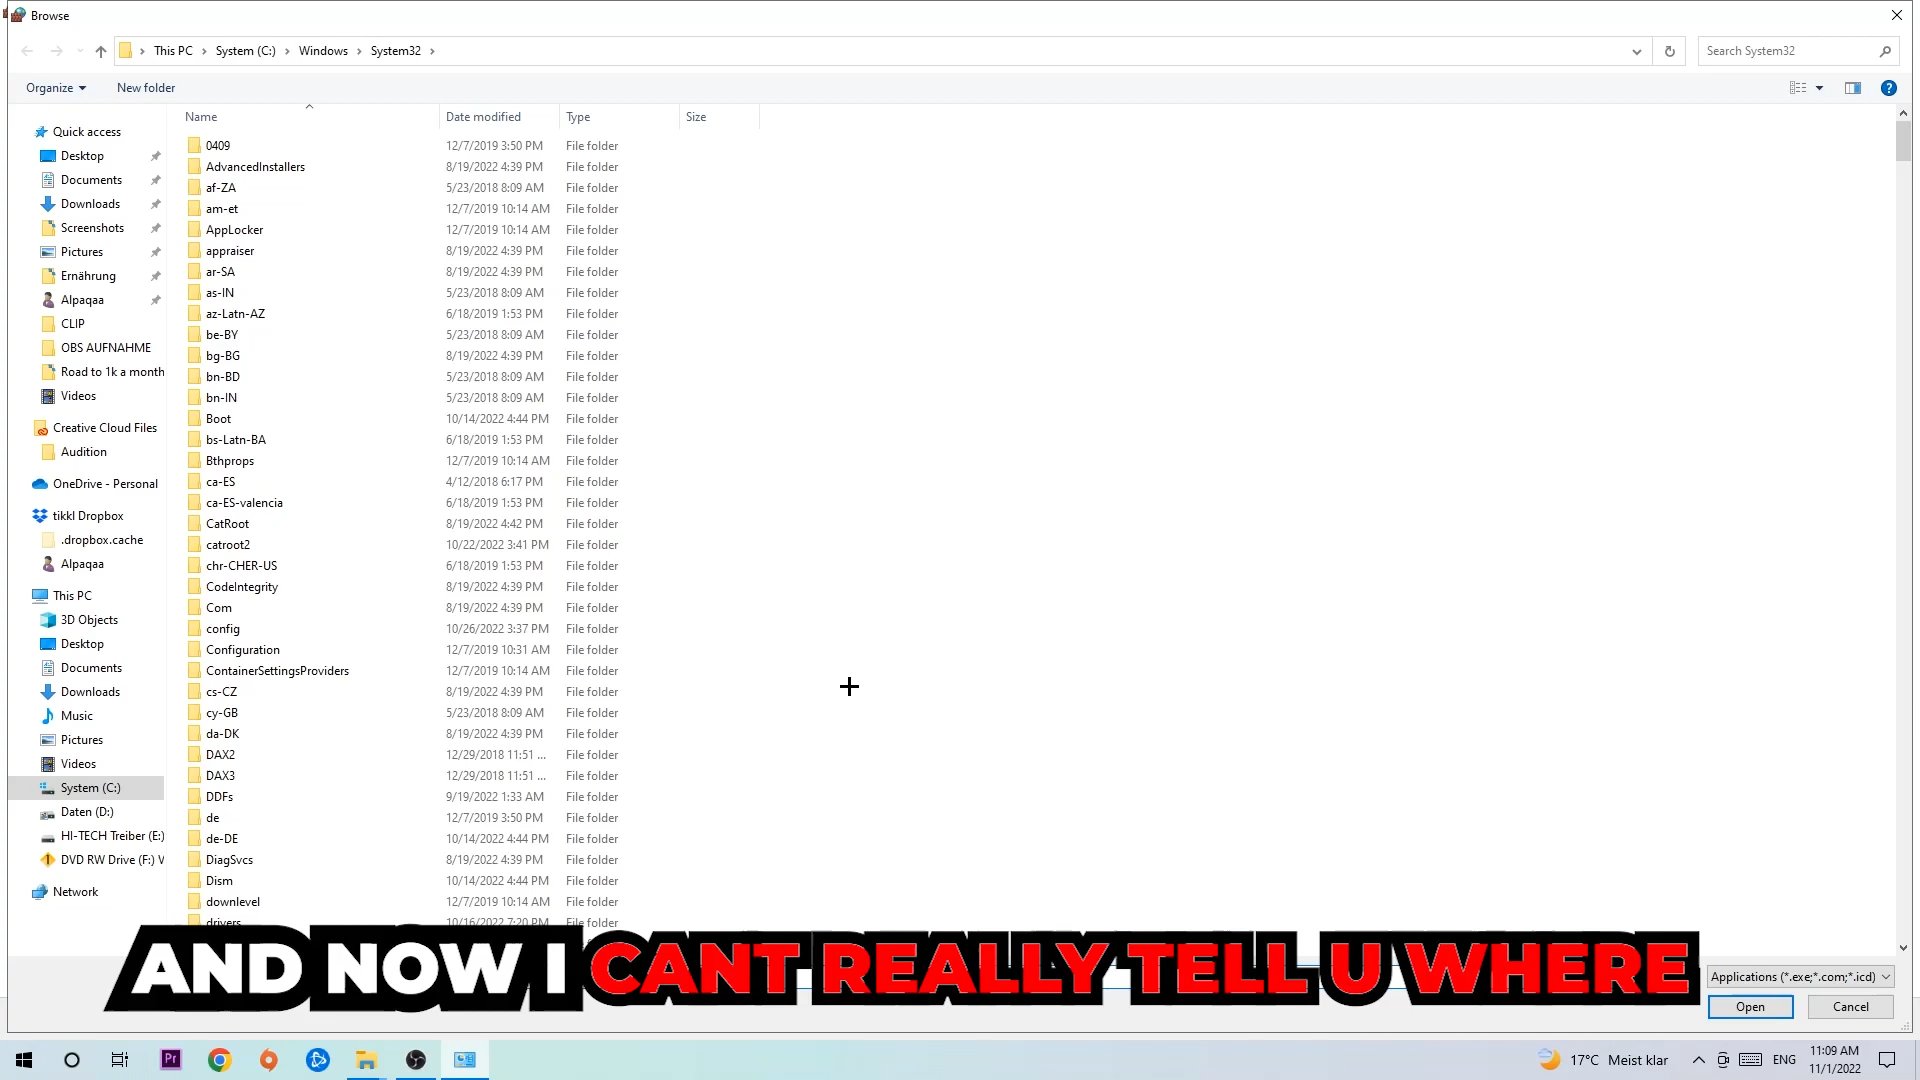 Browse
This PC
System (C:)
Windows
System32
Search System32
Organize
New folder
Name
Date modified
Type
Size
Quick access
Desktop
Documents
Downloads
Screenshots
Pictures
Ernährung
Alpaqaa
CLIP
OBS AUFNAHME
Road to 1k a month
Videos
Creative Cloud Files
Audition
OneDrive - Personal
tikkl Dropbox
.dropbox.cache
Alpaqaa
This PC
3D Objects
Desktop
Documents
Downloads
Music
Pictures
Videos
System (C:)
Daten (D:)
HI-TECH Treiber (E:)
DVD RW Drive (F:) V
Network
0409 12/7/2019 3:50 PM File folder
AdvancedInstallers 8/19/2022 4:39 PM File folder
af-ZA 5/23/2018 8:09 AM File folder
am-et 12/7/2019 10:14 AM File folder
AppLocker 12/7/2019 10:14 AM File folder
appraiser 8/19/2022 4:39 PM File folder
ar-SA 8/19/2022 4:39 PM File folder
as-IN 5/23/2018 8:09 AM File folder
az-Latn-AZ 6/18/2019 1:53 PM File folder
be-BY 5/23/2018 8:09 AM File folder
bg-BG 8/19/2022 4:39 PM File folder
bn-BD 5/23/2018 8:09 AM File folder
bn-IN 5/23/2018 8:09 AM File folder
Boot 10/14/2022 4:44 PM File folder
bs-Latn-BA 6/18/2019 1:53 PM File folder
Bthprops 12/7/2019 10:14 AM File folder
ca-ES 4/12/2018 6:17 PM File folder
ca-ES-valencia 6/18/2019 1:53 PM File folder
CatRoot 8/19/2022 4:42 PM File folder
catroot2 10/22/2022 3:41 PM File folder
chr-CHER-US 6/18/2019 1:53 PM File folder
CodeIntegrity 8/19/2022 4:39 PM File folder
Com 8/19/2022 4:39 PM File folder
config 10/26/2022 3:37 PM File folder
Configuration 12/7/2019 10:31 AM File folder
ContainerSettingsProviders 12/7/2019 10:14 AM File folder
cs-CZ 8/19/2022 4:39 PM File folder
cy-GB 5/23/2018 8:09 AM File folder
da-DK 8/19/2022 4:39 PM File folder
DAX2 12/29/2018 11:51 ... File folder
DAX3 12/29/2018 11:51 ... File folder
DDFs 9/19/2022 1:33 AM File folder
de 12/7/2019 3:50 PM File folder
de-DE 10/14/2022 4:44 PM File folder
DiagSvcs 8/19/2022 4:39 PM File folder
Dism 10/14/2022 4:44 PM File folder
downlevel 12/7/2019 10:14 AM File folder
drivers 10/16/2022 7:20 PM File folder
AND NOW I CANT REALLY TELL U WHERE
Applications (*.exe;*.com;*.icd)
Open
Cancel
Pr
17°C Meist klar
ENG
11:09 AM
11/1/2022